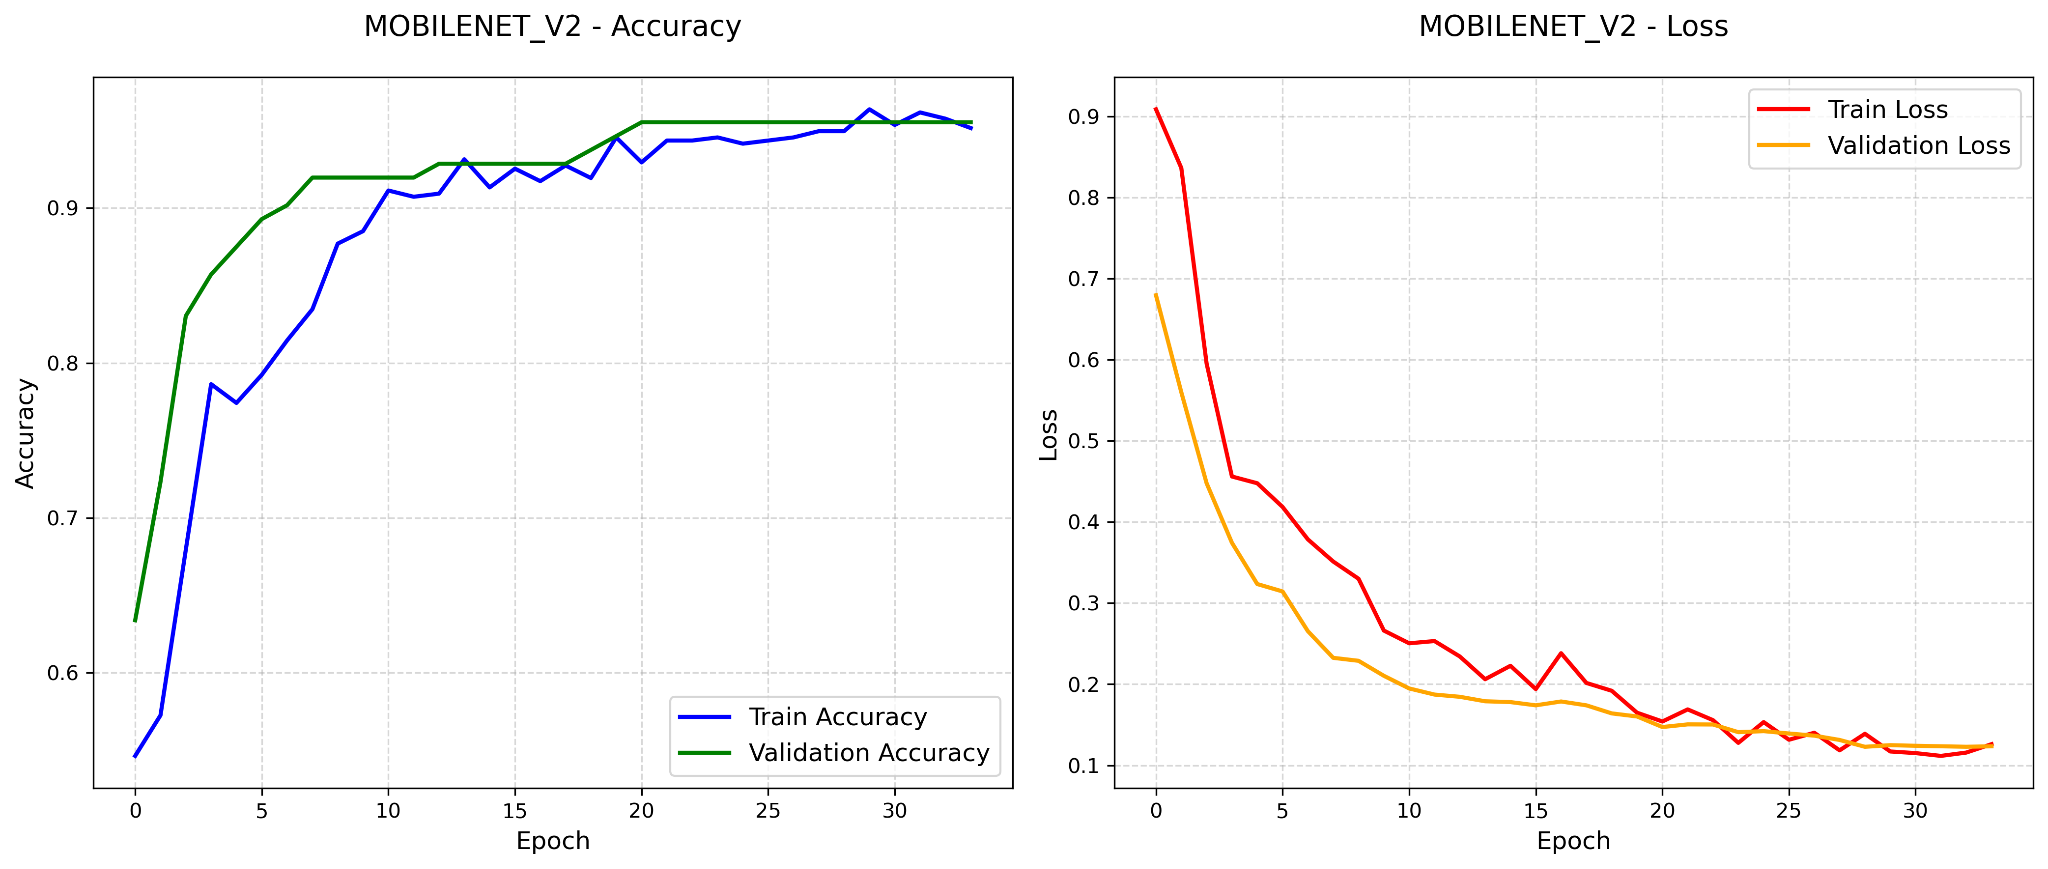 MOBILENET_V2 - Accuracy
Accuracy
0.9
0.8
0.7
0.6
Train Accuracy
Validation Accuracy
0 5 10 15 20 25 30
Epoch
MOBILENET_V2 - Loss
Loss
0.9
0.8
0.7
0.6
0.5
0.4
0.3
0.2
0.1
Train Loss
Validation Loss
0 5 10 15 20 25 30
Epoch